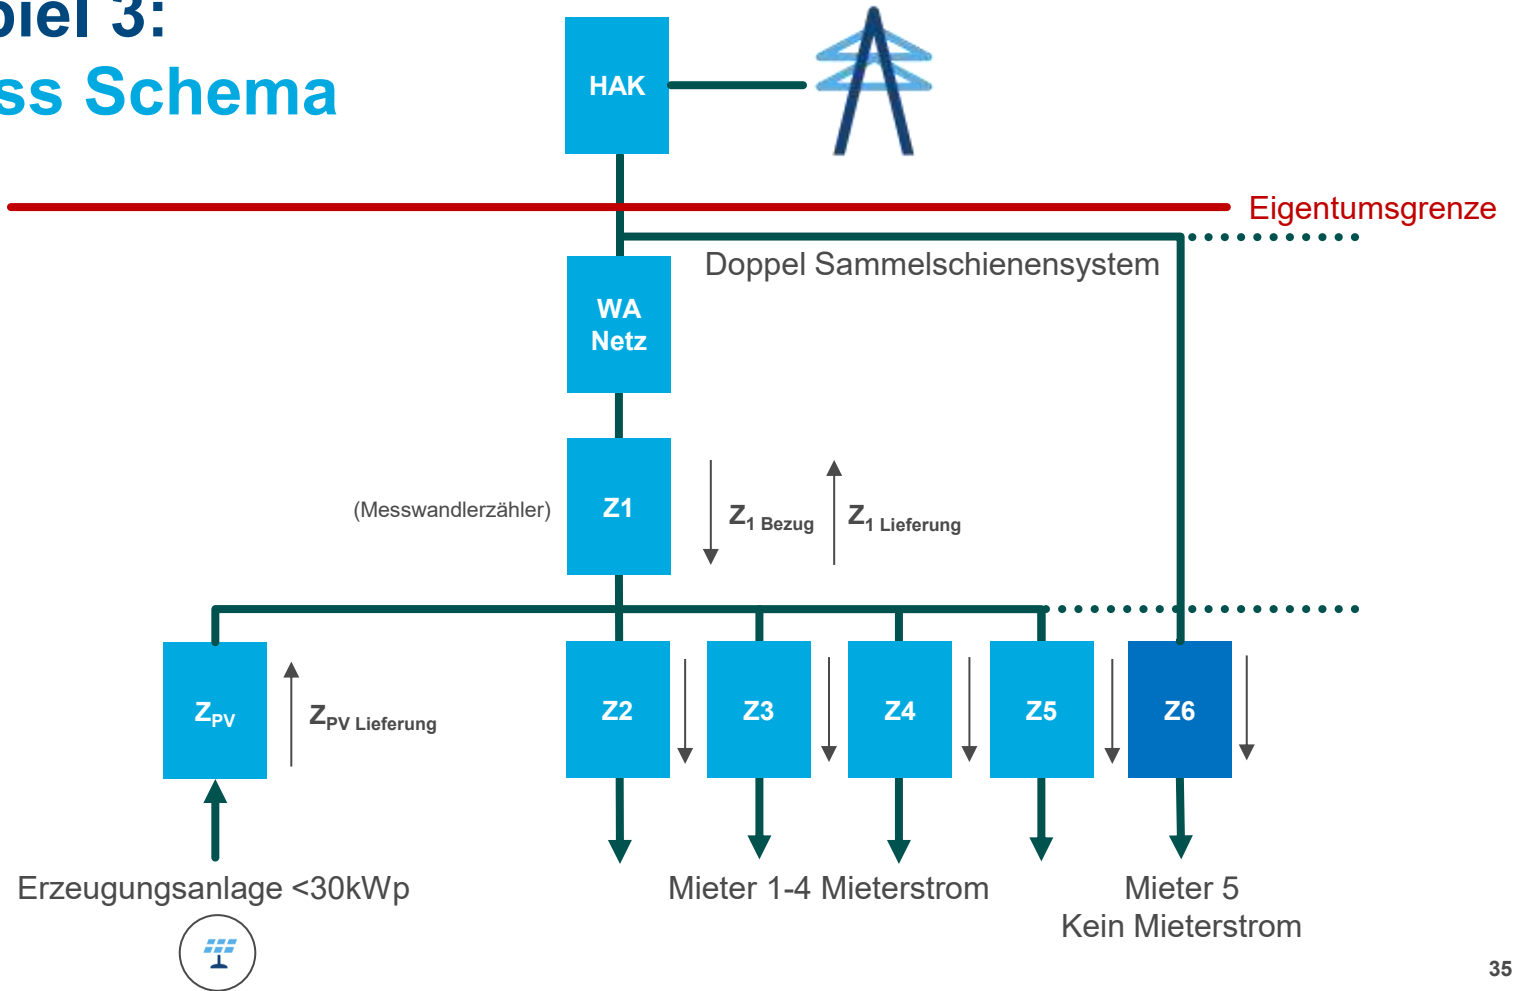 piel 3:
ss Schema
HAK
Eigentumsgrenze
Doppel Sammelschienensystem
WA
Netz
(Messwandlerzähler)
Z1
Z1 Bezug
Z1 Lieferung
ZPV
ZPV Lieferung
Z2
Z3
Z4
Z5
Z6
Erzeugungsanlage <30kWp
Mieter 1-4 Mieterstrom
Mieter 5
Kein Mieterstrom
35